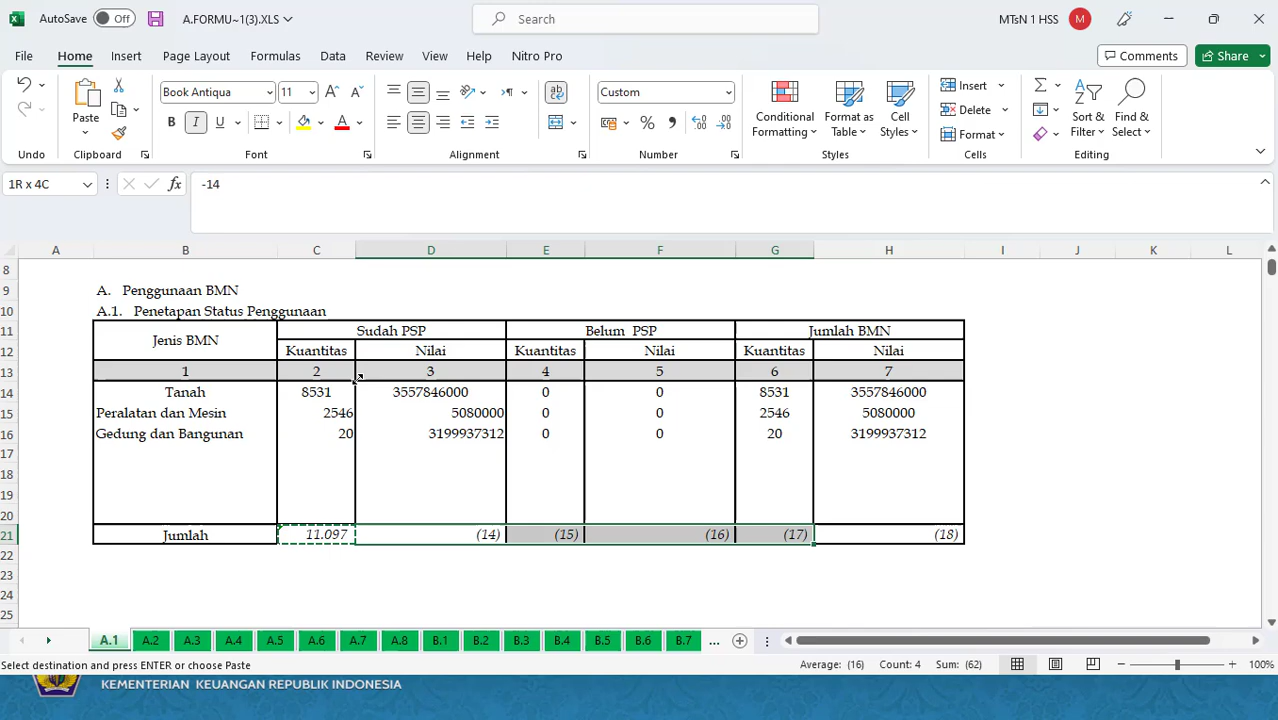 AutoSave Off A.FORMU~1(3).XLS Search MTsN 1 HSS M
File Home Insert Page Layout Formulas Data Review View Help Nitro Pro Comments Share
Paste Book Antiqua 11 A A B I U A ab Custom % Conditional Formatting Format as Table Cell Styles Insert Delete Format Sort & Filter Find & Select
Undo Clipboard Font Alignment Number Styles Cells Editing
1R x 4C fx -14
A B C D E F G H I J K L
8
9 A. Penggunaan BMN
10 A.1. Penetapan Status Penggunaan
11 Jenis BMN Sudah PSP Belum PSP Jumlah BMN
12 Kuantitas Nilai Kuantitas Nilai Kuantitas Nilai
13 1 2 3 4 5 6 7
14 Tanah 8531 3557846000 0 0 8531 3557846000
15 Peralatan dan Mesin 2546 5080000 0 0 2546 5080000
16 Gedung dan Bangunan 20 3199937312 0 0 20 3199937312
17
18
19
20
21 Jumlah 11.097 (14) (15) (16) (17) (18)
22
23
24
25
A.1 A.2 A.3 A.4 A.5 A.6 A.7 A.8 B.1 B.2 B.3 B.4 B.5 B.6 B.7 ...
Select destination and press ENTER or choose Paste Average: (16) Count: 4 Sum: (62) 100%
KEMENTERIAN KEUANGAN REPUBLIK INDONESIA